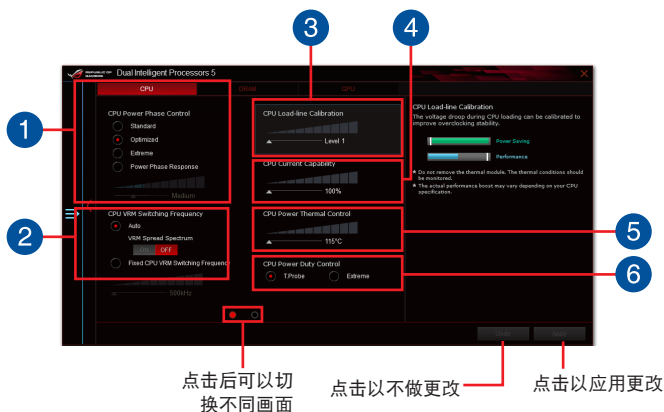 3
4
REPUBLIC OF GAMERS Dual Intelligent Processors 5
CPU DRAM CPU
1
CPU Power Phase Control
Standard
Optimized
Extreme
Power Phase Response
Medium
CPU Load-line Calibration
Level 1
CPU Current Capability
100%
CPU Load-line Calibration
The voltage droop during CPU loading can be calibrated to
improve overclocking stability.
Power Saving
Performance
* Do not remove the thermal module. The thermal conditions should
be monitored.
* The actual performance boost may vary depending on your CPU
specification.
2
CPU VRM Switching Frequency
Auto
VRM Spread Spectrum
ON OFF
Fixed CPU VRM Switching Frequency
500kHz
CPU Power Thermal Control
115°C
5
CPU Power Duty Control
T.Probe Extreme
6
Undo Apply
点击后可以切
换不同画面
点击以不做更改
点击以应用更改